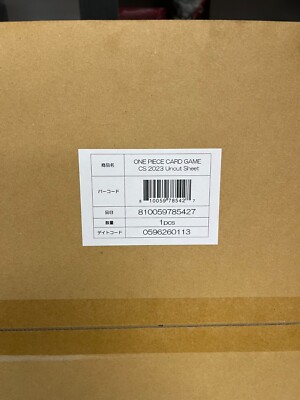 商品名 ONE PIECE CARD GAME
CS 2023 Uncut Sheet
バーコード
8 10059 78542 7
品目 810059785427
数量 1pcs
デイトコード 0596260113